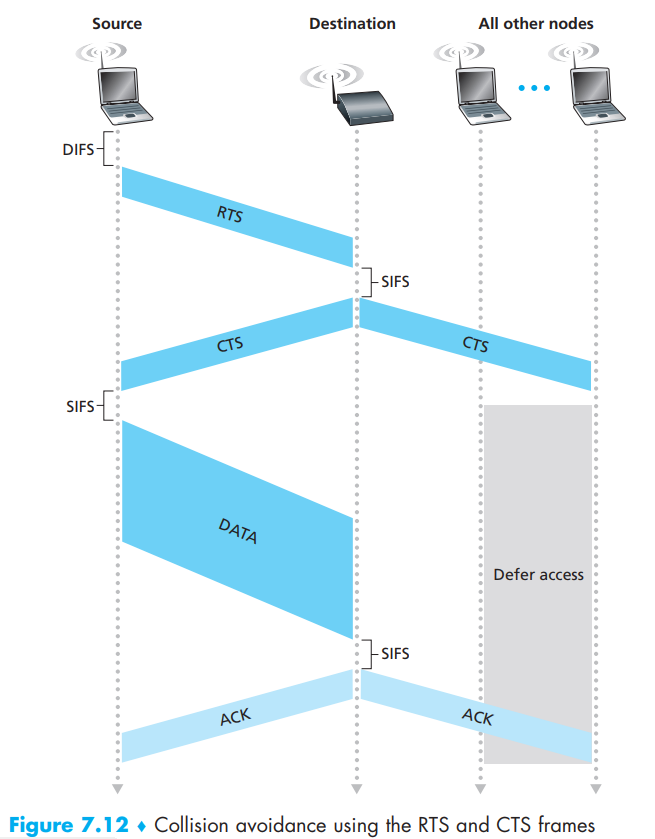 Source
Destination
All other nodes
DIFS
RTS
SIFS
CTS
CTS
SIFS
DATA
Defer access
SIFS
ACK
ACK
Figure 7.12 ♦ Collision avoidance using the RTS and CTS frames